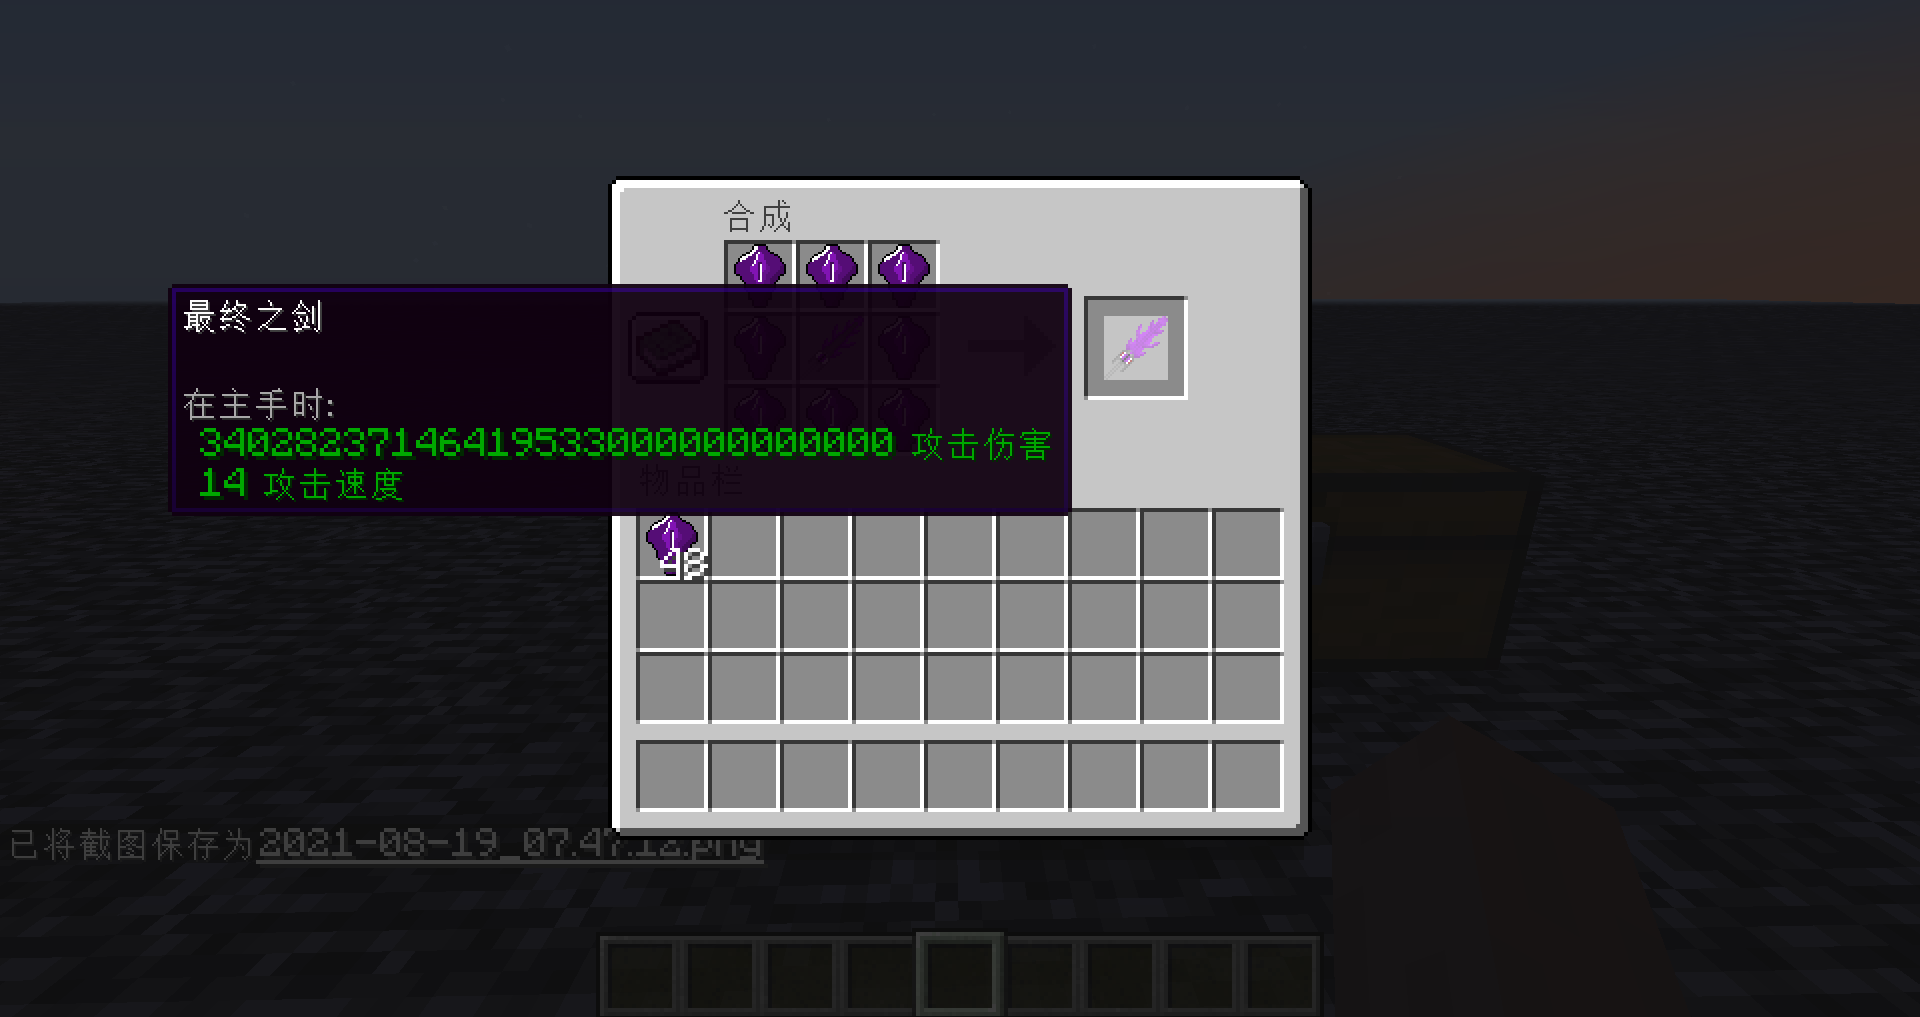 合成
最终之剑
在主手时:
34028237146419533000000000000 攻击伤害
14 攻击速度
物品栏
48
已将截图保存为2021-08-19_07.47.12.png